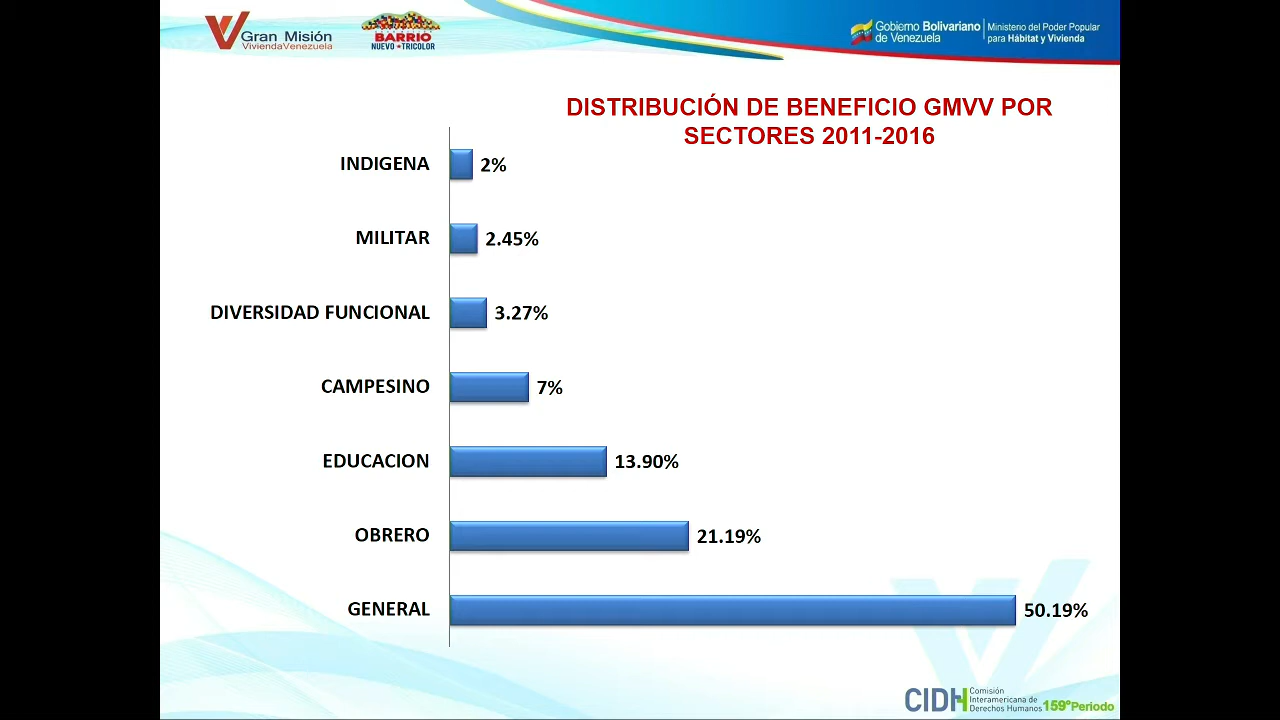 Gran Misión
ViviendaVenezuela
BARRIO
NUEVO TRICOLOR
Gobierno Bolivariano
de Venezuela
Ministerio del Poder Popular
para Hábitat y Vivienda
DISTRIBUCIÓN DE BENEFICIO GMVV POR
SECTORES 2011-2016
INDIGENA 2%
MILITAR 2.45%
DIVERSIDAD FUNCIONAL 3.27%
CAMPESINO 7%
EDUCACION 13.90%
OBRERO 21.19%
GENERAL 50.19%
CIDH
Comisión
Interamericana de
Derechos Humanos
159°Periodo